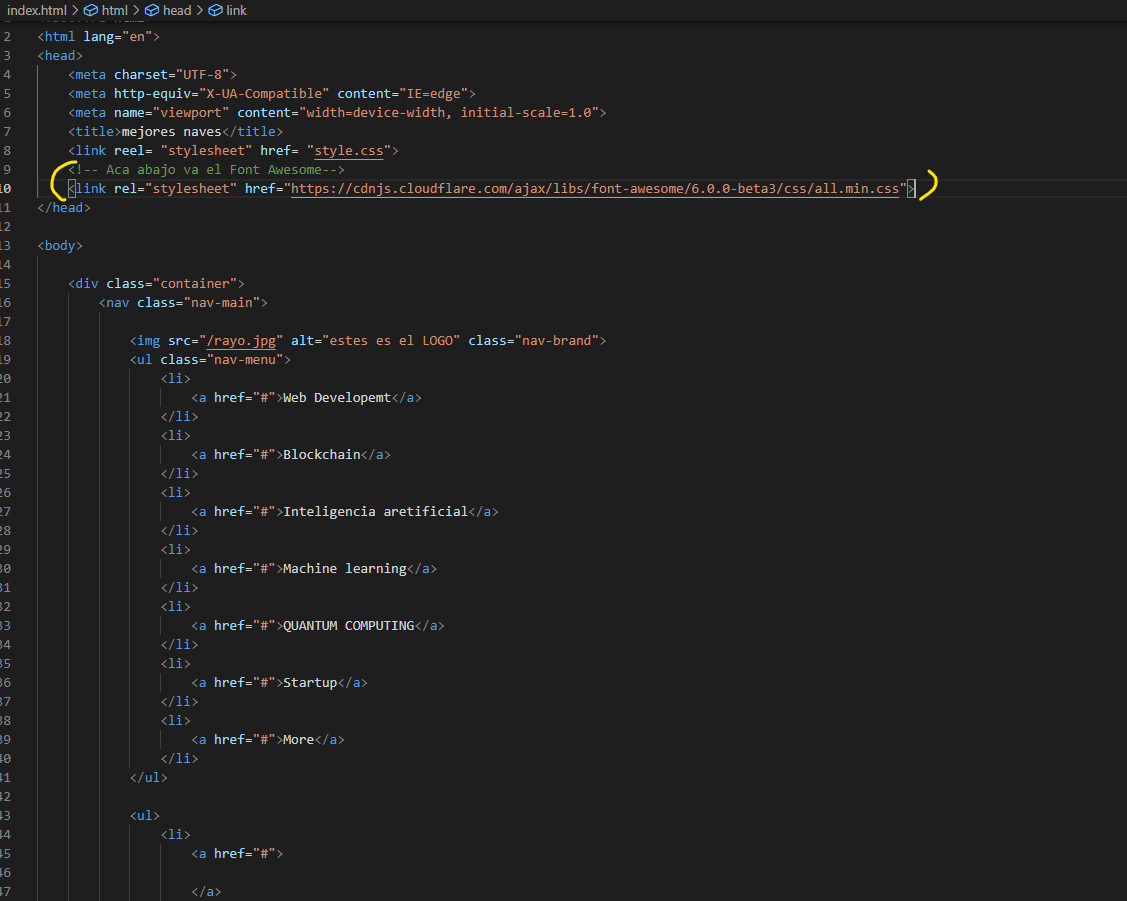 index.html > html > head > link
2 <html lang="en">
3 <head>
4 <meta charset="UTF-8">
5 <meta http-equiv="X-UA-Compatible" content="IE=edge">
6 <meta name="viewport" content="width=device-width, initial-scale=1.0">
7 <title>mejores naves</title>
8 <link reel= "stylesheet" href= "style.css">
9 <!-- Aca abajo va el Font Awesome-->
10 <link rel="stylesheet" href="https://cdnjs.cloudflare.com/ajax/libs/font-awesome/6.0.0-beta3/css/all.min.css">
11 </head>
12
13 <body>
14
15 <div class="container">
16 <nav class="nav-main">
17
18 <img src="/rayo.jpg" alt="estes es el LOGO" class="nav-brand">
19 <ul class="nav-menu">
20 <li>
21 <a href="#">Web Developemt</a>
22 </li>
23 <li>
24 <a href="#">Blockchain</a>
25 </li>
26 <li>
27 <a href="#">Inteligencia aretificial</a>
28 </li>
29 <li>
30 <a href="#">Machine learning</a>
31 </li>
32 <li>
33 <a href="#">QUANTUM COMPUTING</a>
34 </li>
35 <li>
36 <a href="#">Startup</a>
37 </li>
38 <li>
39 <a href="#">More</a>
40 </li>
41 </ul>
42
43 <ul>
44 <li>
45 <a href="#">
46
47 </a>